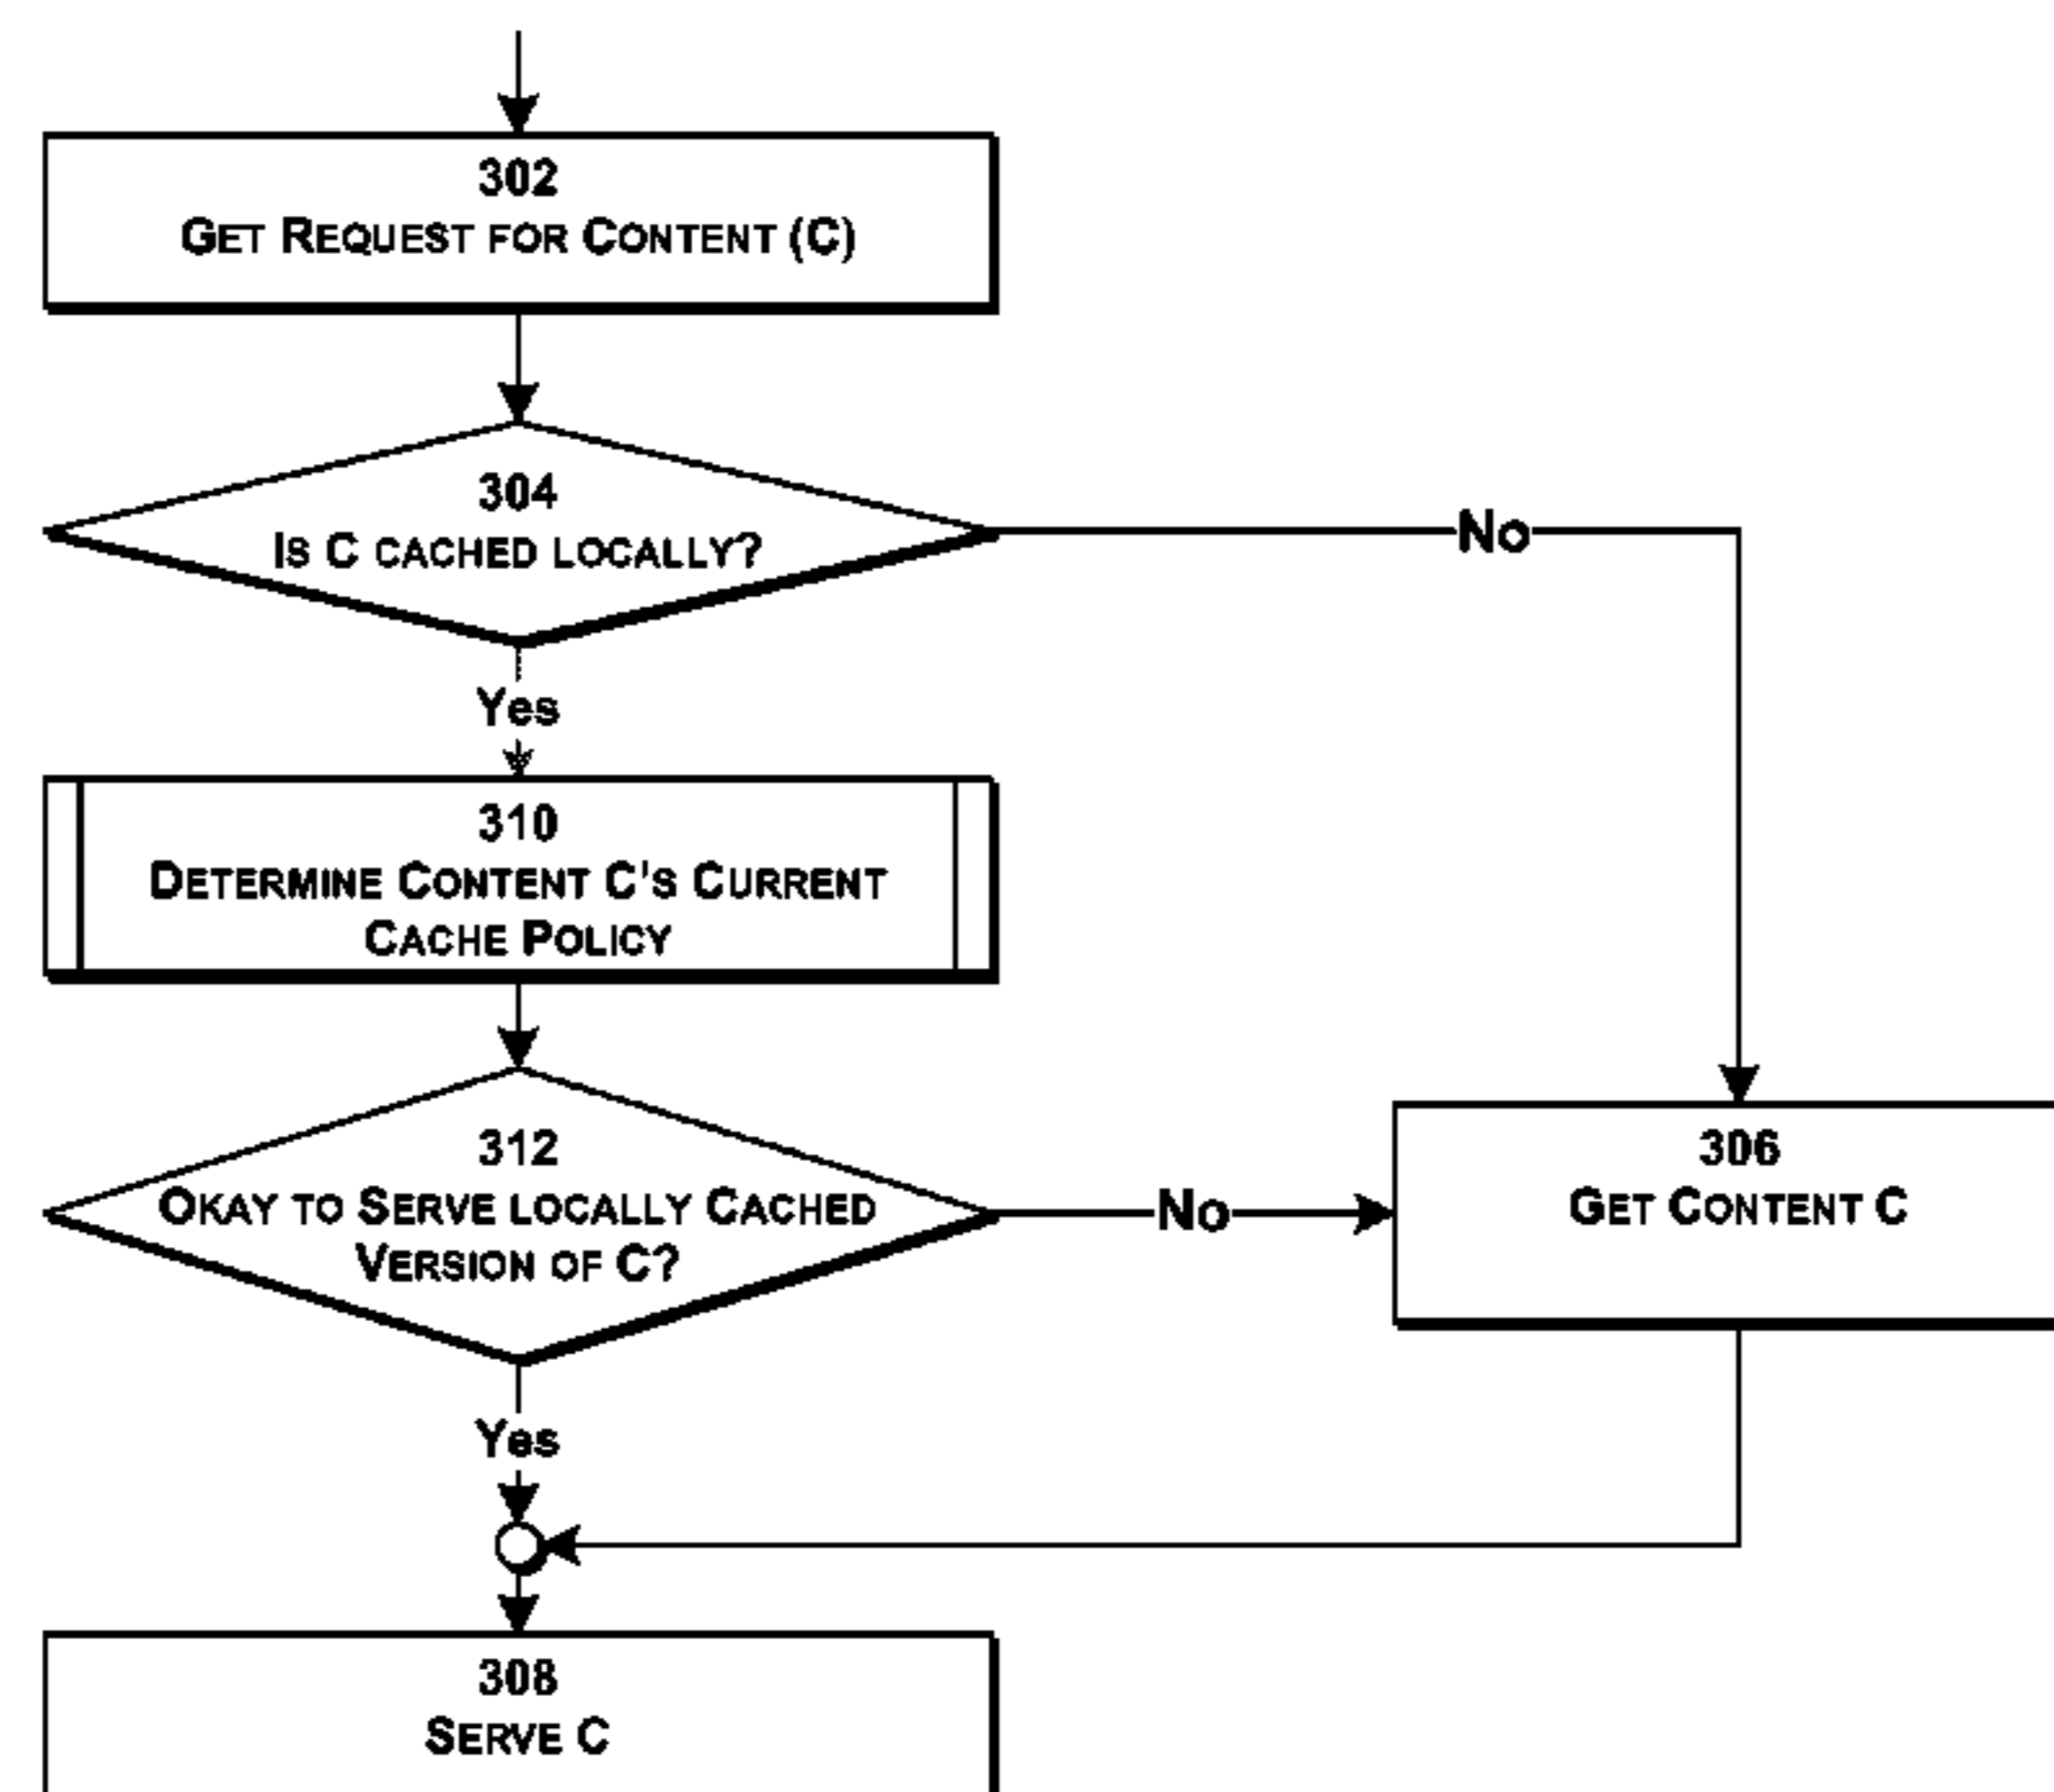 302
GET REQUEST FOR CONTENT (C)
304
IS C CACHED LOCALLY?
No
Yes
310
DETERMINE CONTENT C'S CURRENT
CACHE POLICY
312
OKAY TO SERVE LOCALLY CACHED
VERSION OF C?
No
306
GET CONTENT C
Yes
308
SERVE C